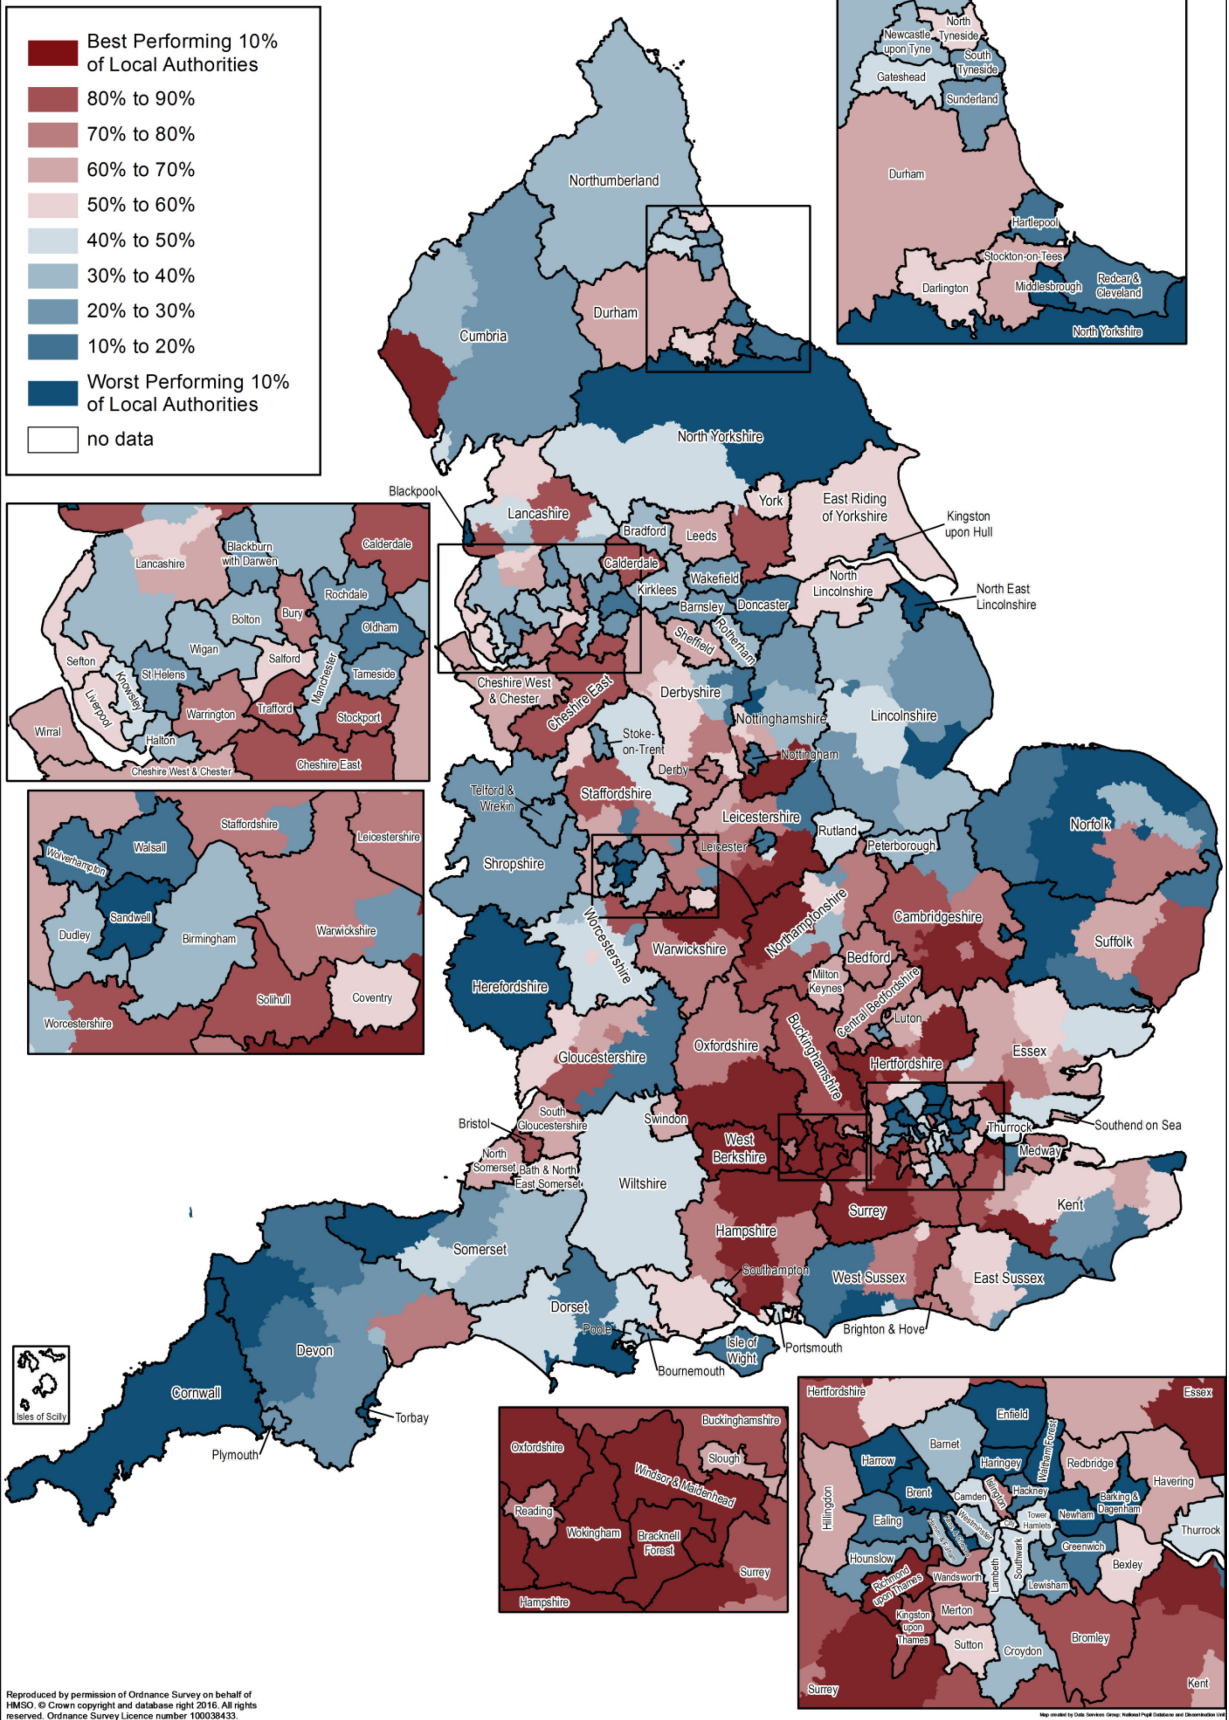 Best Performing 10%
of Local Authorities
80% to 90%
70% to 80%
60% to 70%
50% to 60%
40% to 50%
30% to 40%
20% to 30%
10% to 20%
Worst Performing 10%
of Local Authorities
no data
North
Tyneside
Newcastle
upon Tyne
South
Tyneside
Gateshead
Sunderland
Durham
Hartlepool
Stockton-on-Tees
Darlington
Middlesbrough
Redcar &
Cleveland
North Yorkshire
Northumberland
Cumbria
Durham
North Yorkshire
Blackpool
Lancashire
Bradford
Leeds
York
East Riding
of Yorkshire
Kingston
upon Hull
Calderdale
Kirklees
Wakefield
Barnsley
Doncaster
North
Lincolnshire
North East
Lincolnshire
Sheffield
Rotherham
Cheshire West
& Chester
Cheshire East
Derbyshire
Nottinghamshire
Lincolnshire
Stoke-
on-Trent
Derby
Nottingham
Telford &
Wrekin
Staffordshire
Leicestershire
Rutland
Peterborough
Norfolk
Shropshire
Leicester
Worcestershire
Warwickshire
Northamptonshire
Cambridgeshire
Suffolk
Herefordshire
Bedford
Milton
Keynes
Central Bedfordshire
Luton
Gloucestershire
Oxfordshire
Buckinghamshire
Hertfordshire
Essex
Bristol
South
Gloucestershire
Swindon
West
Berkshire
Thurrock
Southend on Sea
Medway
North
Somerset
Bath & North
East Somerset
Wiltshire
Surrey
Kent
Hampshire
Somerset
Southampton
West Sussex
East Sussex
Dorset
Poole
Isle of
Wight
Portsmouth
Brighton & Hove
Bournemouth
Devon
Cornwall
Torbay
Plymouth
Isles of Scilly
Lancashire
Blackburn
with Darwen
Calderdale
Rochdale
Bolton
Bury
Oldham
Sefton
Wigan
Salford
Manchester
Tameside
St Helens
Knowsley
Liverpool
Warrington
Trafford
Stockport
Wirral
Halton
Cheshire West & Chester
Cheshire East
Staffordshire
Leicestershire
Wolverhampton
Walsall
Sandwell
Dudley
Birmingham
Warwickshire
Solihull
Coventry
Worcestershire
Buckinghamshire
Oxfordshire
Slough
Windsor & Maidenhead
Reading
Wokingham
Bracknell
Forest
Surrey
Hampshire
Hertfordshire
Essex
Enfield
Barnet
Harrow
Haringey
Waltham Forest
Redbridge
Havering
Brent
Camden
Islington
Hackney
Barking &
Dagenham
Newham
Hillingdon
Ealing
Westminster
Tower
Hamlets
Thurrock
Greenwich
Hounslow
Southwark
Lambeth
Bexley
Richmond
upon Thames
Wandsworth
Lewisham
Kingston
upon
Thames
Merton
Sutton
Croydon
Bromley
Surrey
Kent
Reproduced by permission of Ordnance Survey on behalf of
HMSO. © Crown copyright and database right 2016. All rights
reserved. Ordnance Survey Licence number 100038433.
Map created by Data Services Group: National Pupil Database and Dissemination Unit